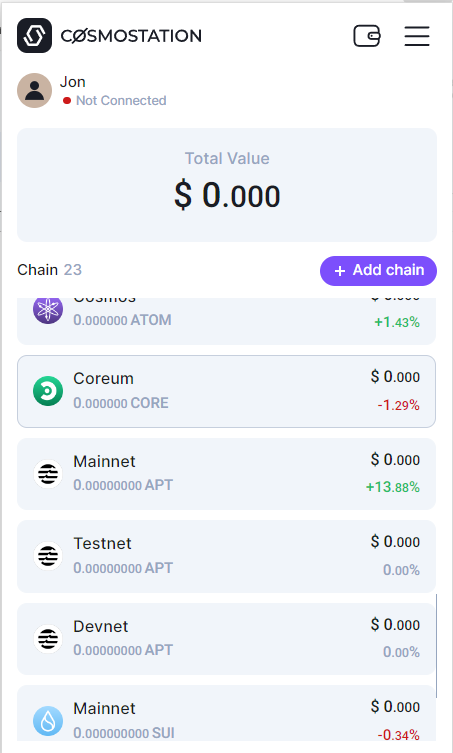 CØSMOSTATION
Jon
Not Connected
Total Value
$ 0.000
Chain 23
+ Add chain
Cosmos $ 0.000
0.000000 ATOM +1.43%
Coreum $ 0.000
0.000000 CORE -1.29%
Mainnet $ 0.000
0.00000000 APT +13.88%
Testnet $ 0.000
0.00000000 APT 0.00%
Devnet $ 0.000
0.00000000 APT 0.00%
Mainnet $ 0.000
0.000000000 SUI -0.34%